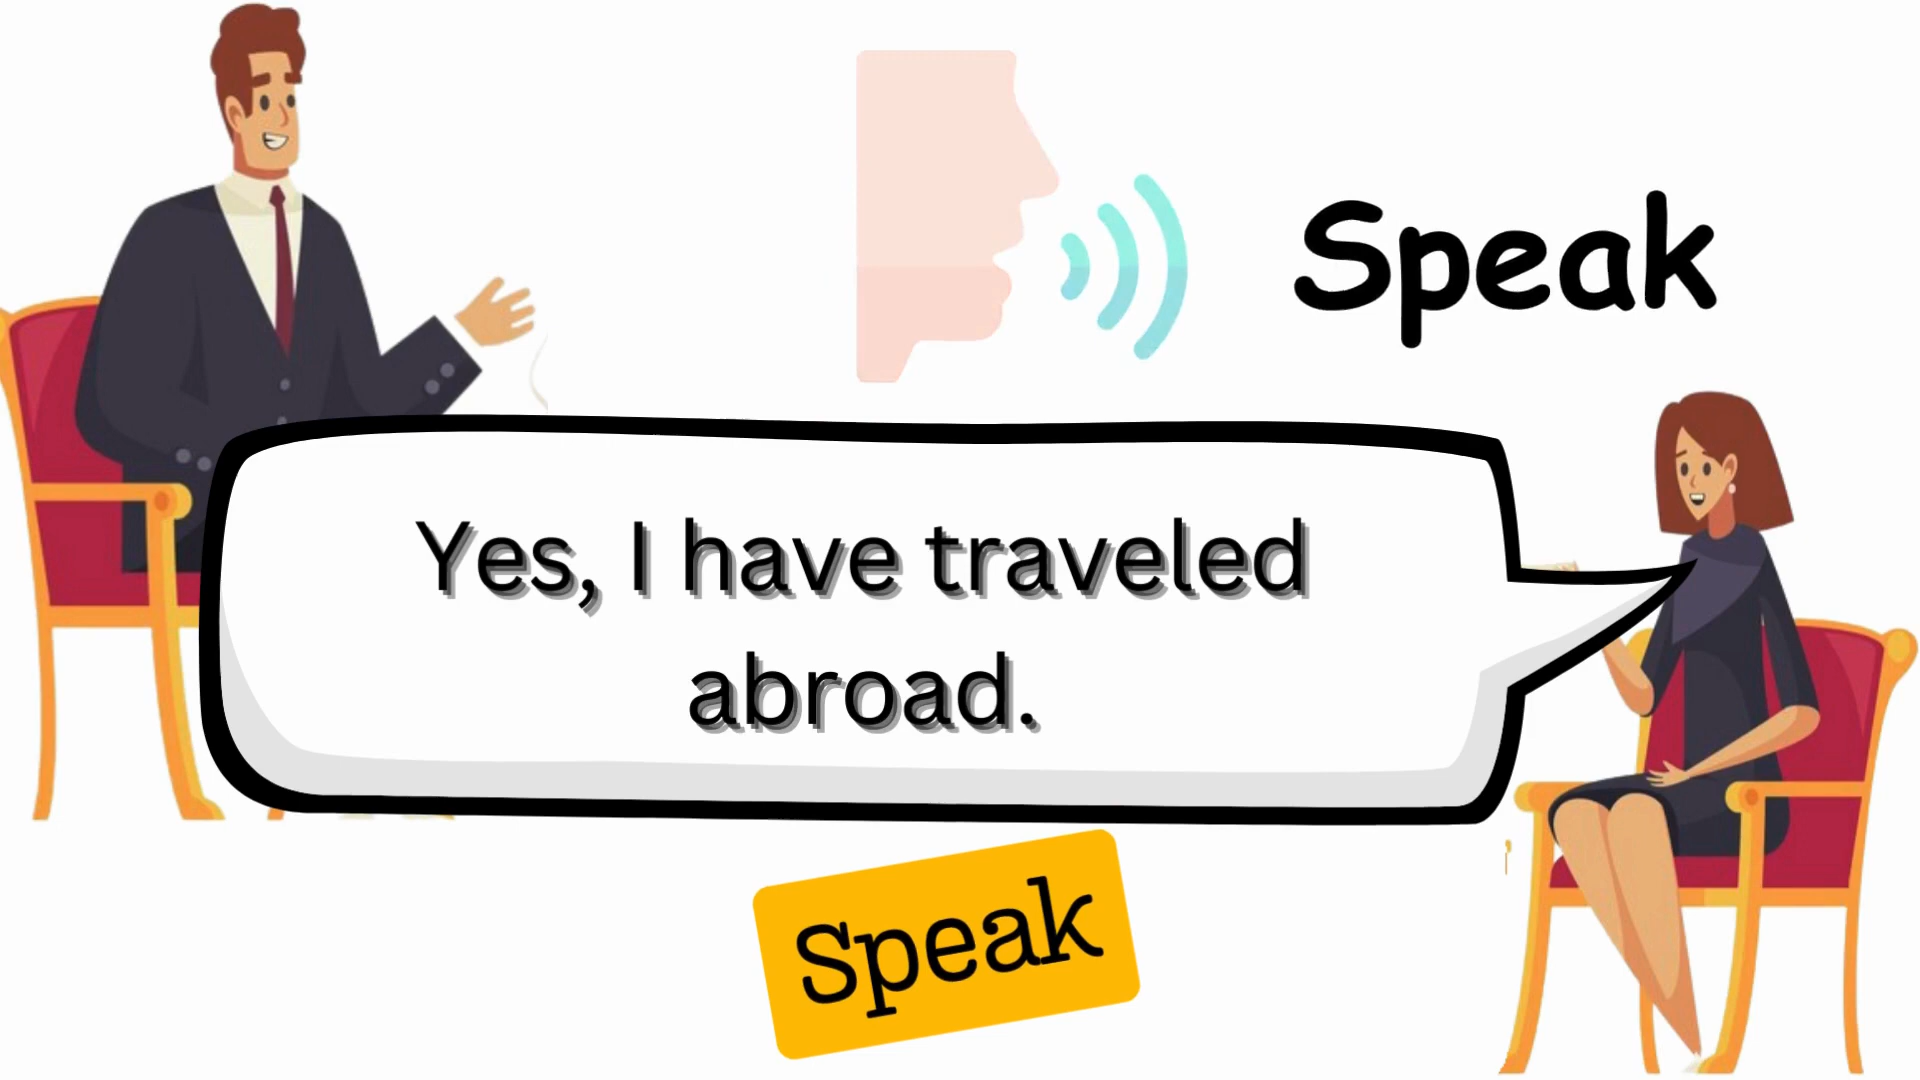 Speak
Yes, I have traveled
abroad.
Speak